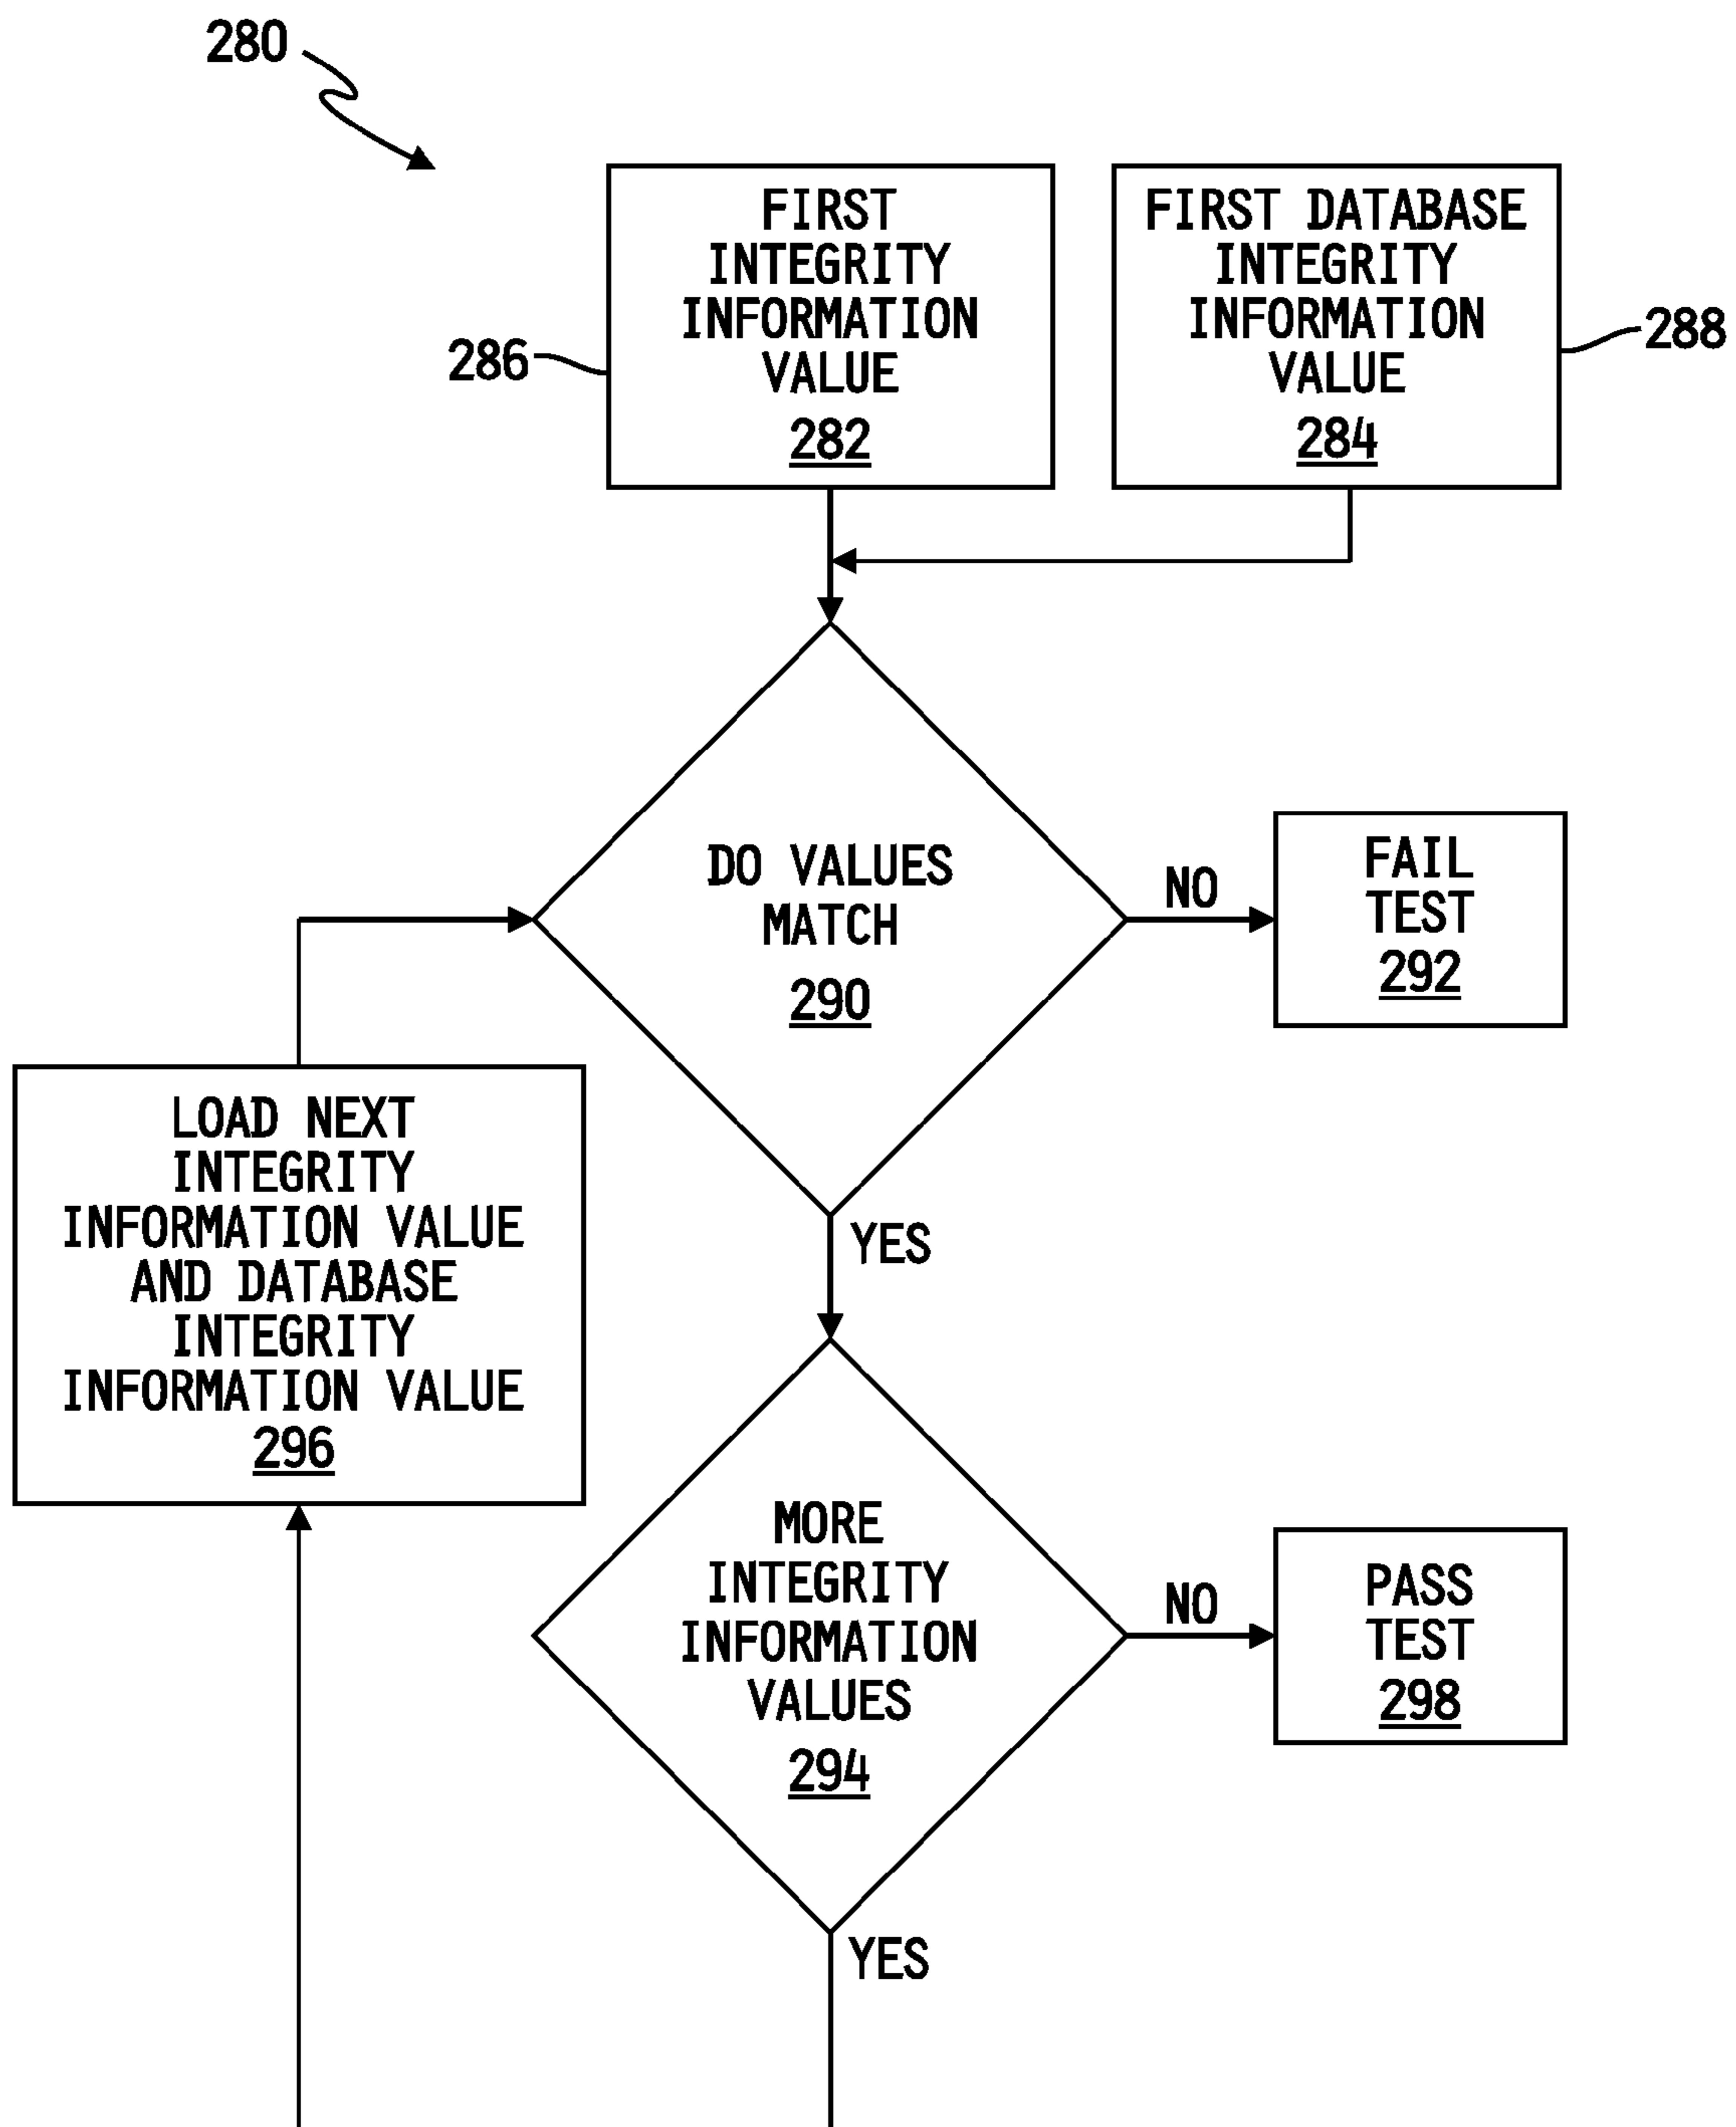 280
FIRST
INTEGRITY
INFORMATION
VALUE
282
FIRST DATABASE
INTEGRITY
INFORMATION
VALUE
284
286
288
DO VALUES
MATCH
290
NO
FAIL
TEST
292
YES
LOAD NEXT
INTEGRITY
INFORMATION VALUE
AND DATABASE
INTEGRITY
INFORMATION VALUE
296
MORE
INTEGRITY
INFORMATION
VALUES
294
NO
PASS
TEST
298
YES